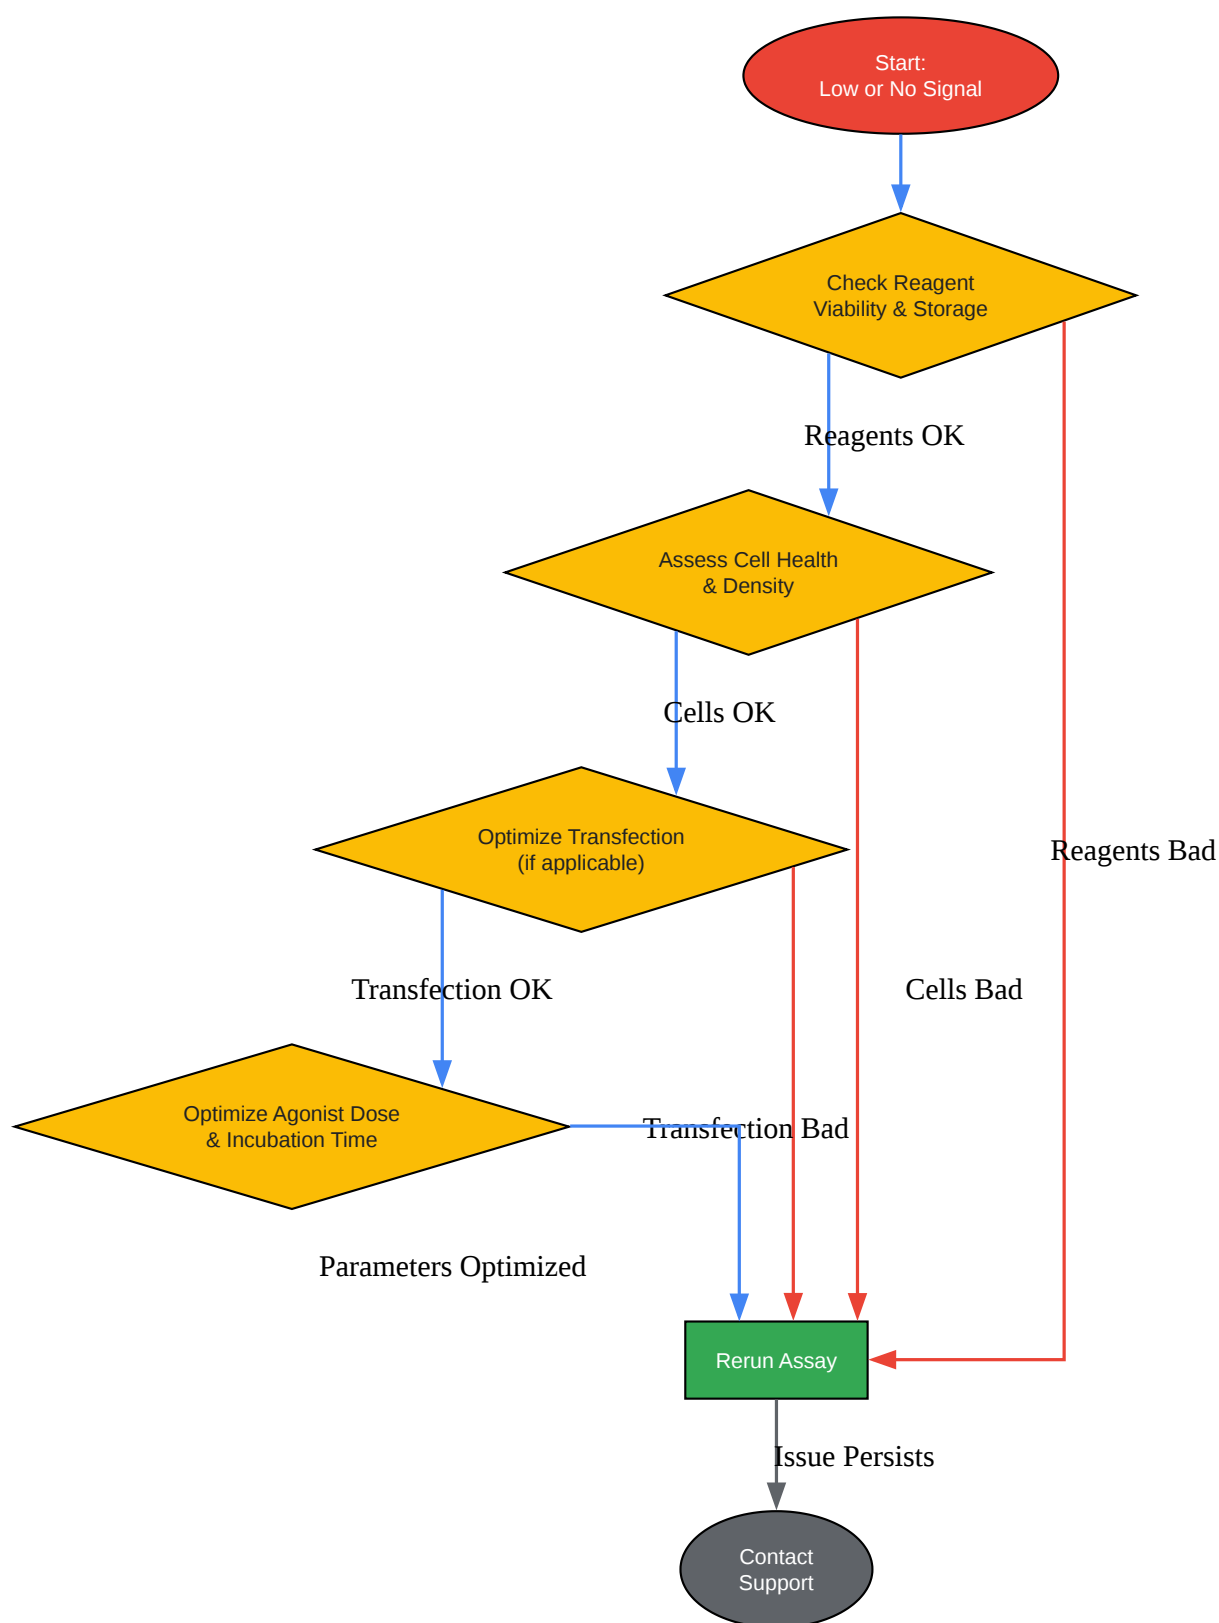 Start:
Low or No Signal
Check Reagent
Viability & Storage
Reagents OK
Assess Cell Health
& Density
Cells OK
Optimize Transfection
(if applicable)
Reagents Bad
Transfection OK
Cells Bad
Optimize Agonist Dose
& Incubation Time
Transfection Bad
Parameters Optimized
Rerun Assay
Issue Persists
Contact
Support